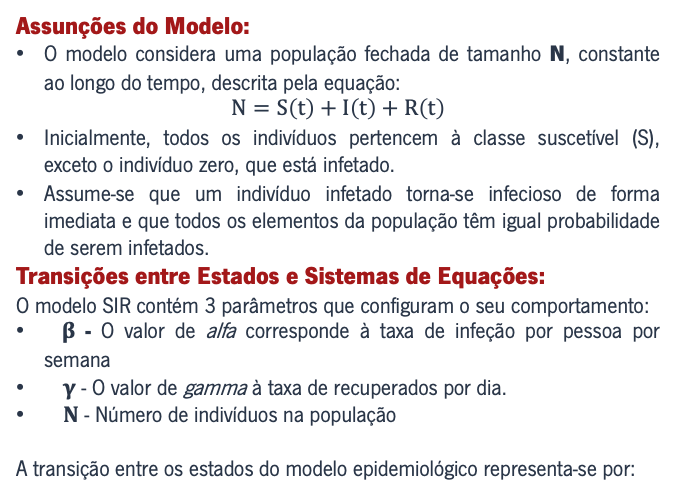 Assunções do Modelo:
• O modelo considera uma população fechada de tamanho N, constante
ao longo do tempo, descrita pela equação:
N = S(t) + I(t) + R(t)
• Inicialmente, todos os indivíduos pertencem à classe suscetível (S),
exceto o indivíduo zero, que está infetado.
• Assume-se que um indivíduo infetado torna-se infecioso de forma
imediata e que todos os elementos da população têm igual probabilidade
de serem infetados.
Transições entre Estados e Sistemas de Equações:
O modelo SIR contém 3 parâmetros que configuram o seu comportamento:
• β - O valor de alfa corresponde à taxa de infeção por pessoa por
semana
• γ - O valor de gamma à taxa de recuperados por dia.
• N - Número de indivíduos na população
A transição entre os estados do modelo epidemiológico representa-se por: